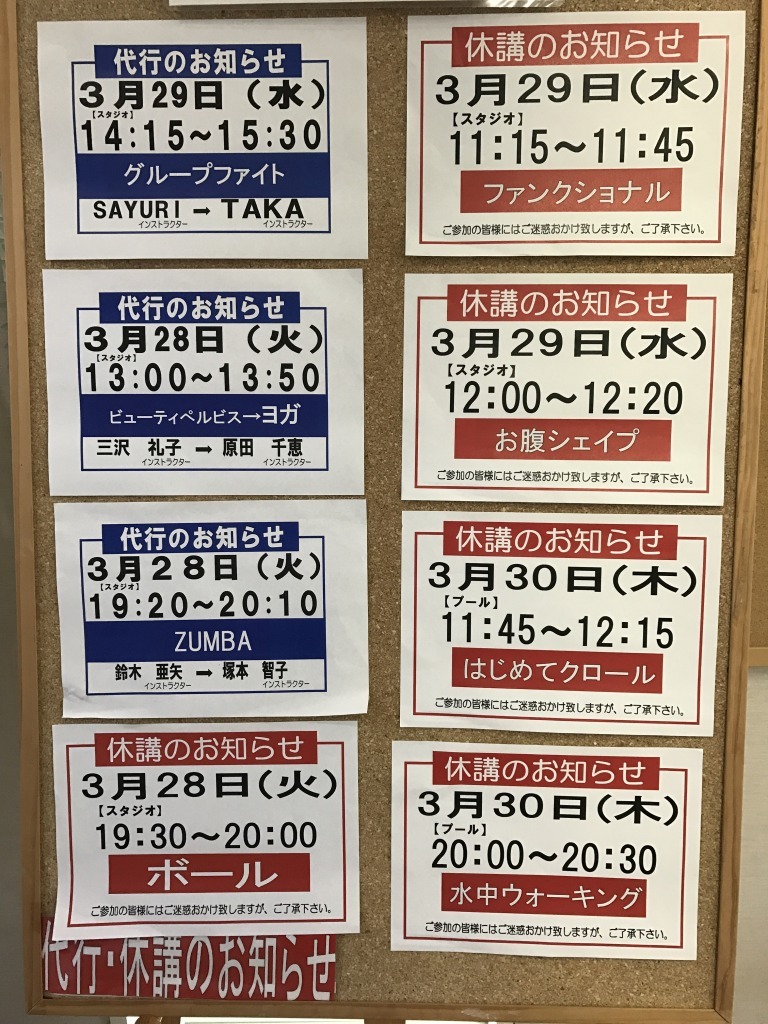 代行のお知らせ
3月29日（水）
【スタジオ】
14:15～15:30
グループファイト
SAYURI → TAKA
インストラクター インストラクター
代行のお知らせ
3月28日（火）
【スタジオ】
13:00～13:50
ビューティペルビス→ヨガ
三沢 礼子 → 原田 千恵
インストラクター インストラクター
代行のお知らせ
3月28日（火）
【スタジオ】
19:20～20:10
ZUMBA
鈴木 亜矢 → 塚本 智子
インストラクター インストラクター
休講のお知らせ
3月28日(火)
【スタジオ】
19:30～20:00
ボール
ご参加の皆様にはご迷惑おかけ致しますが、ご了承下さい。
休講のお知らせ
3月29日(水)
【スタジオ】
11:15～11:45
ファンクショナル
ご参加の皆様にはご迷惑おかけ致しますが、ご了承下さい。
休講のお知らせ
3月29日(水)
【スタジオ】
12:00～12:20
お腹シェイプ
ご参加の皆様にはご迷惑おかけ致しますが、ご了承下さい。
休講のお知らせ
3月30日(木)
【プール】
11:45～12:15
はじめてクロール
ご参加の皆様にはご迷惑おかけ致しますが、ご了承下さい。
休講のお知らせ
3月30日(木)
【プール】
20:00～20:30
水中ウォーキング
ご参加の皆様にはご迷惑おかけ致しますが、ご了承下さい。
代行・休講のお知らせ